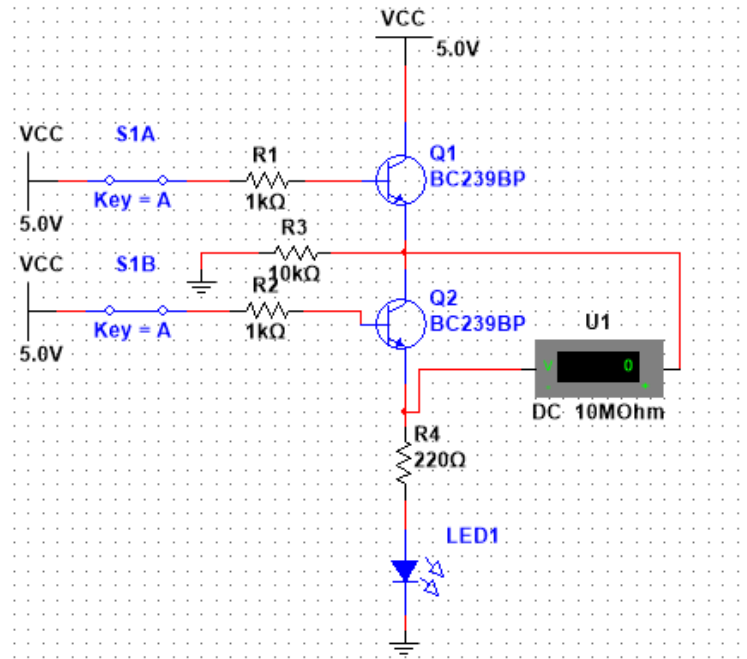 VCC
5.0V
VCC
S1A
R1
Q1
BC239BP
Key = A
1kΩ
5.0V
R3
10kΩ
VCC
S1B
R2
Q2
BC239BP
Key = A
1kΩ
5.0V
U1
V
0
-
+
DC 10MOhm
R4
220Ω
LED1